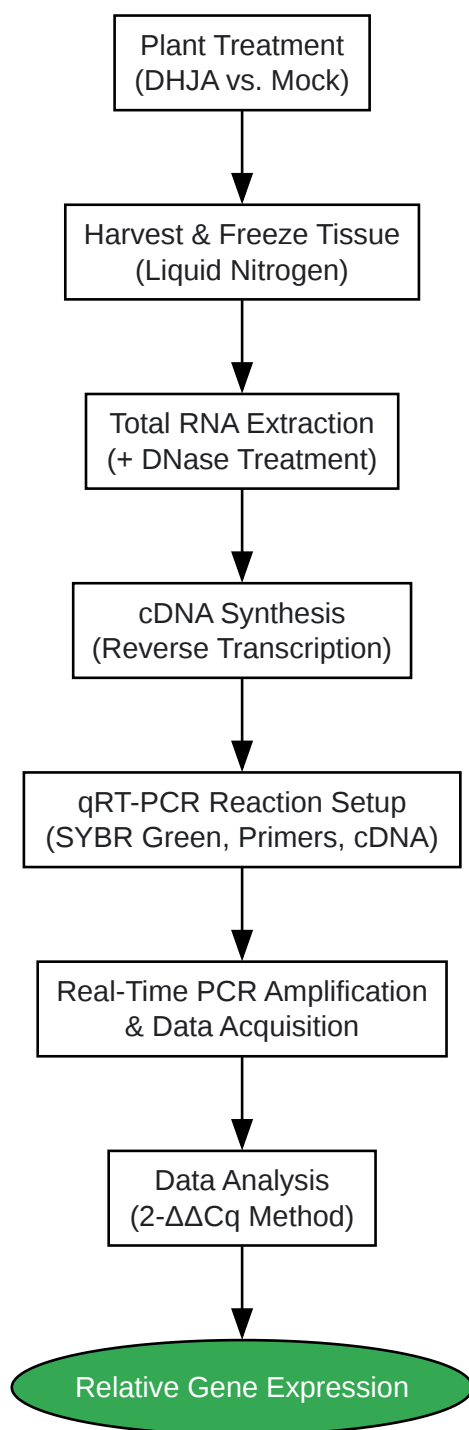 Plant Treatment
(DHJA vs. Mock)
Harvest & Freeze Tissue
(Liquid Nitrogen)
Total RNA Extraction
(+ DNase Treatment)
cDNA Synthesis
(Reverse Transcription)
qRT-PCR Reaction Setup
(SYBR Green, Primers, cDNA)
Real-Time PCR Amplification
& Data Acquisition
Data Analysis
(2-ΔΔCq Method)
Relative Gene Expression